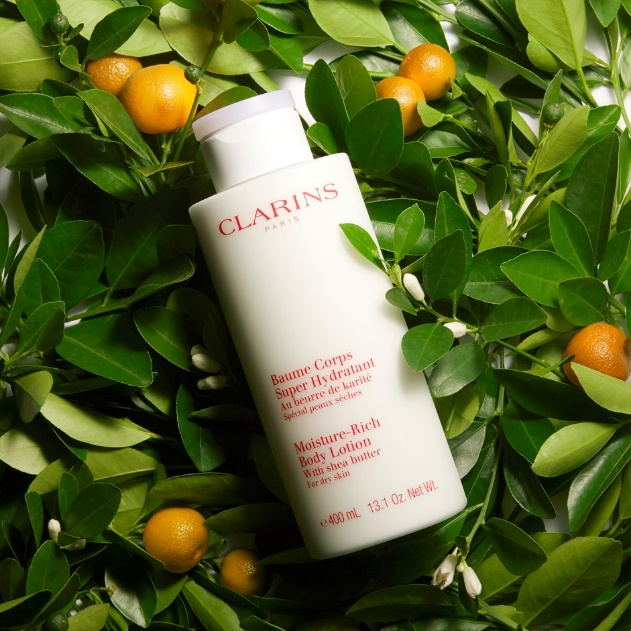 CLARINS
PARIS
Baume Corps
Super Hydratant
Au beurre de karité
Spécial peaux sèches
Moisture-Rich
Body Lotion
With shea butter
For dry skin
℮400 mL 13.1 Oz. Net Wt.